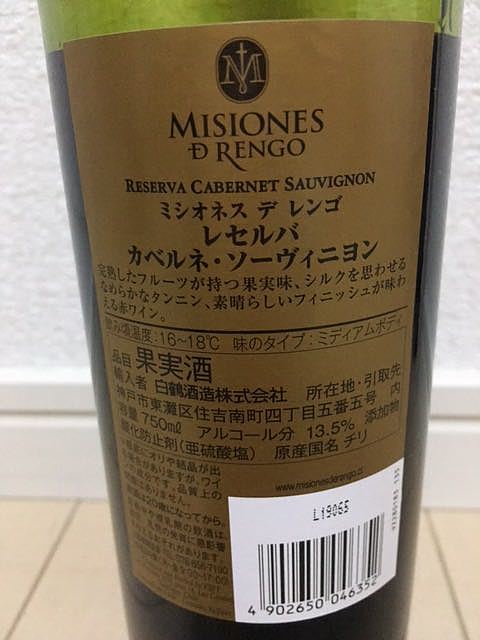 M
MISIONES
D RENGO
RESERVA CABERNET SAUVIGNON
ミシオネス デ レンゴ
レセルバ
カベルネ・ソーヴィニヨン
完熟したフルーツが持つ果実味、シルクを思わせる
なめらかなタンニン、素晴らしいフィニッシュが味わ
える赤ワイン。
飲み頃温度:16~18℃ 味のタイプ:ミディアムボディ
品目 果実酒
輸入者 白鶴酒造株式会社 所在地・引取先
神戸市東灘区住吉南町四丁目五番五号 内
容量 750㎖ アルコール分 13.5% 添加物
酸化防止剤(亜硫酸塩) 原産国名 チリ
www.misionesderengo.cl
L19065
4 902650 046352